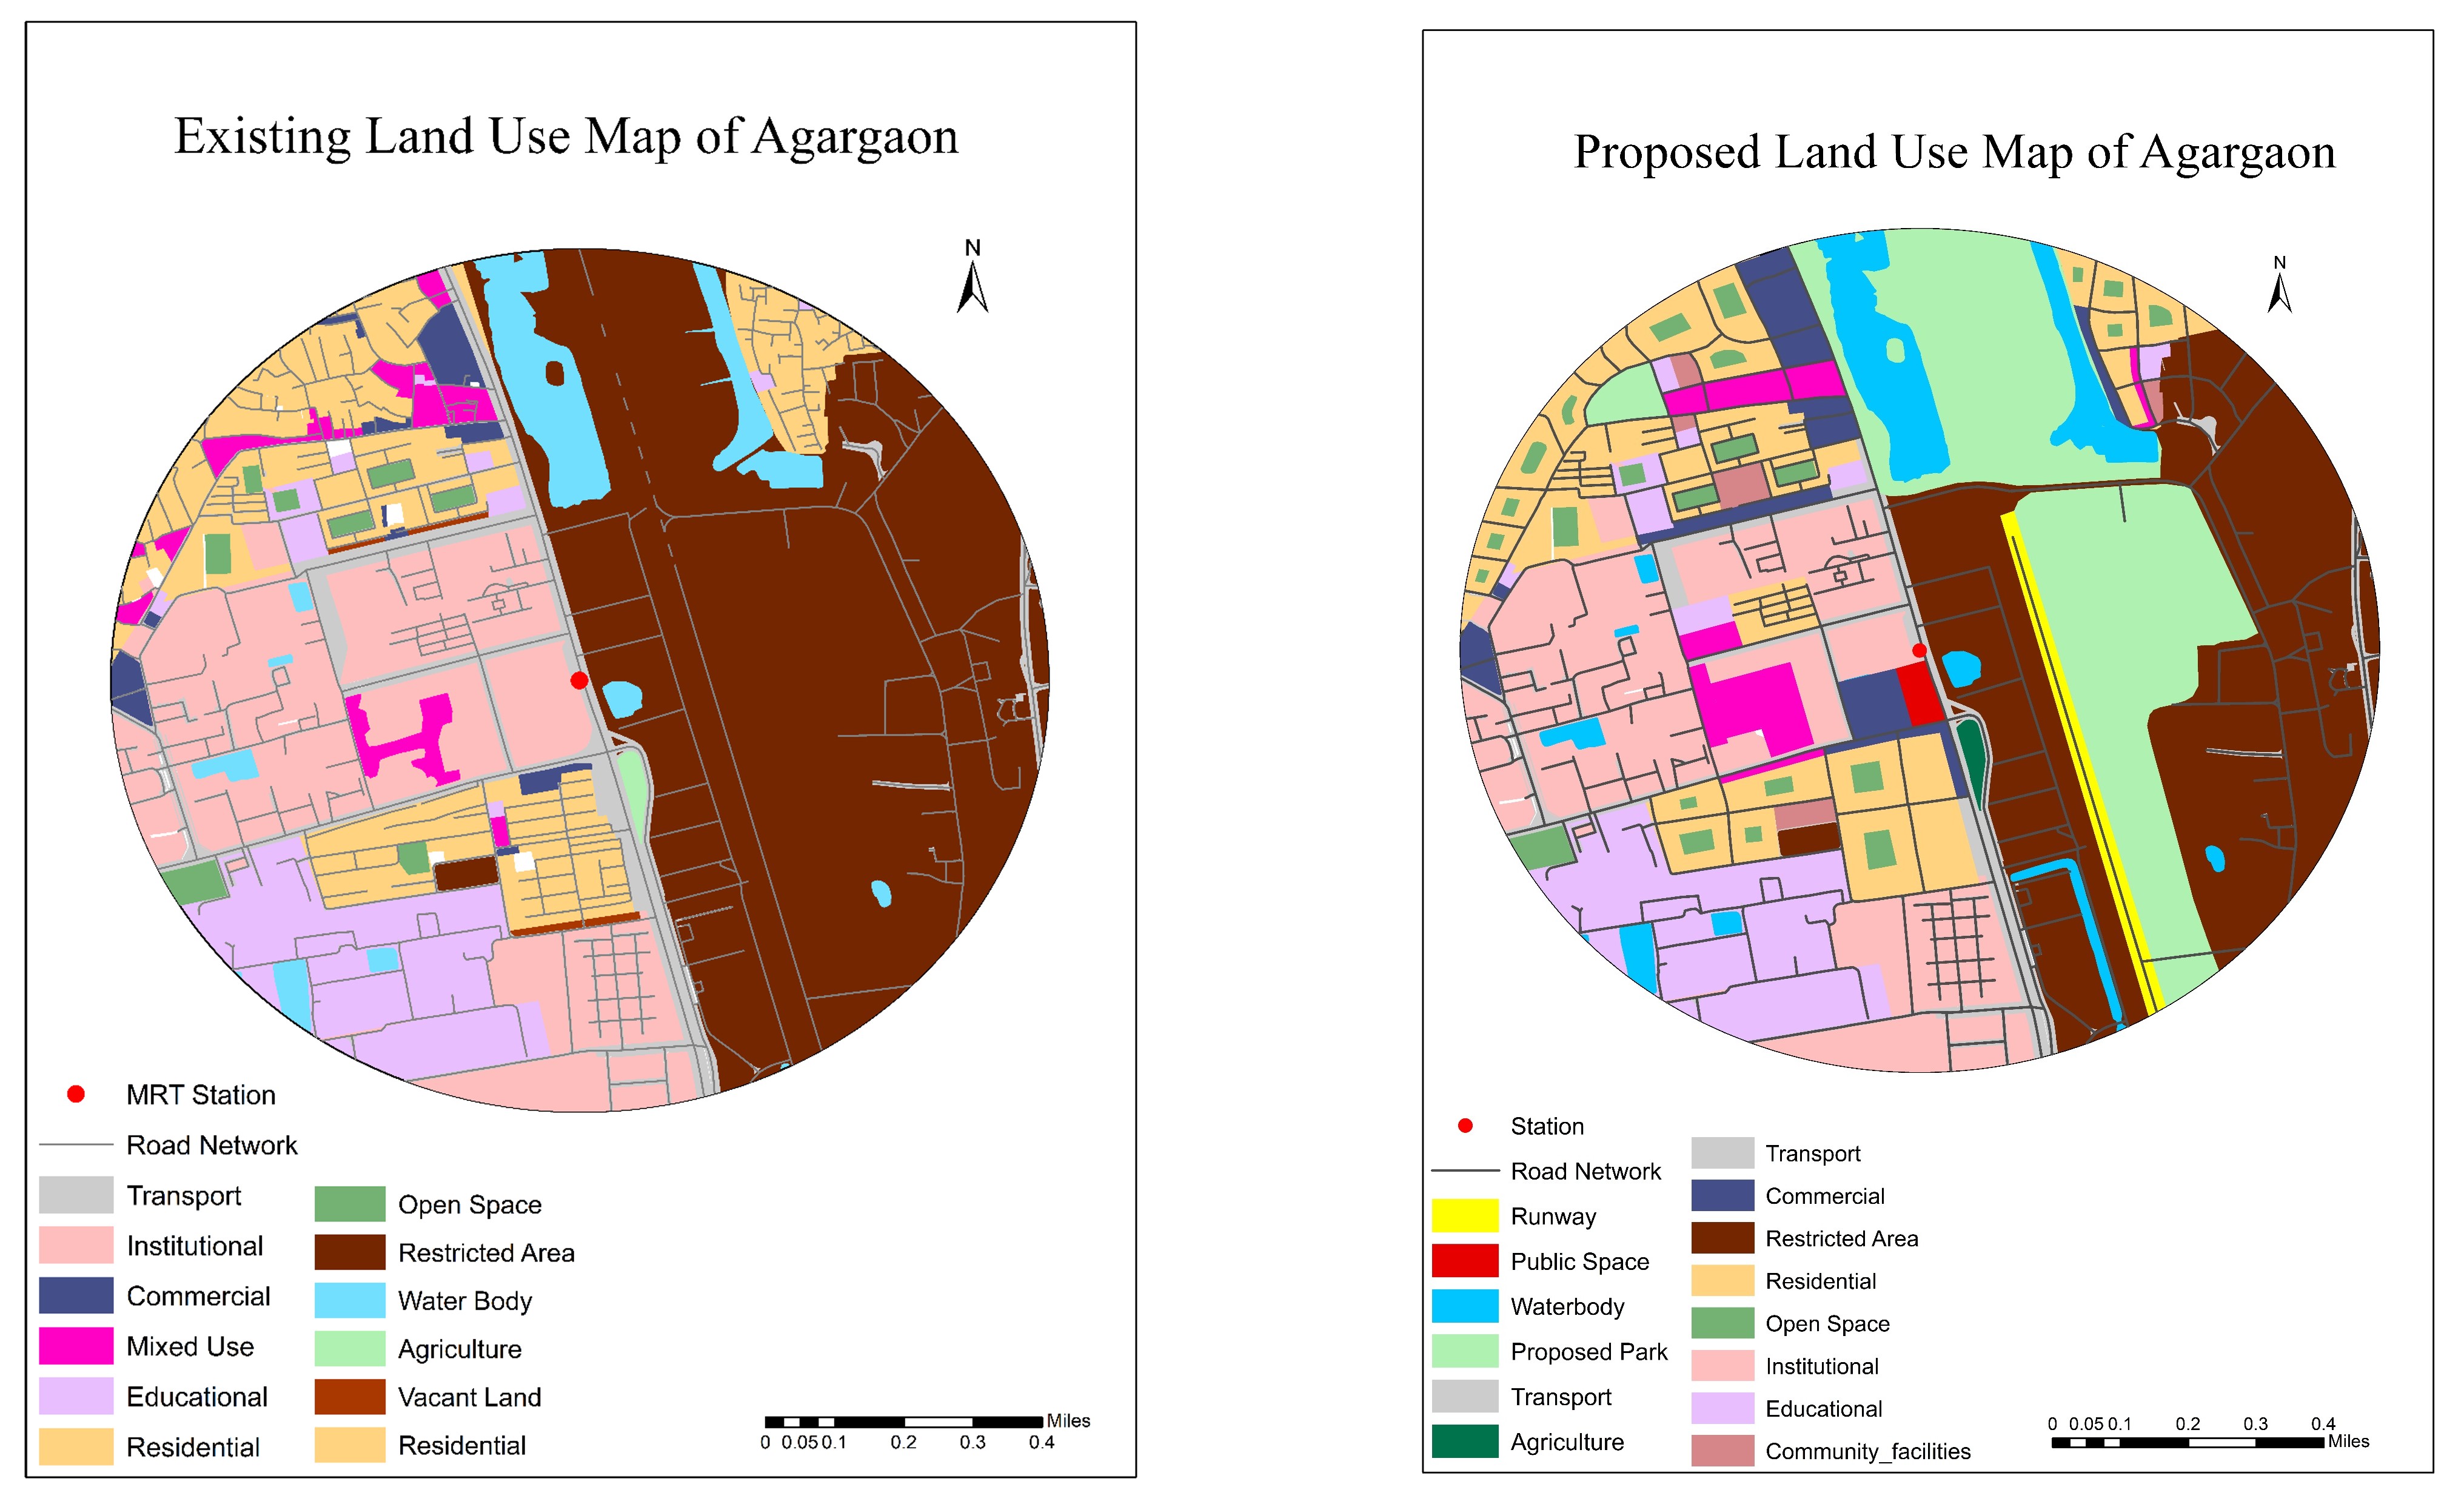 Existing Land Use Map of Agargaon
N
MRT Station
Road Network
Transport
Institutional
Commercial
Mixed Use
Educational
Residential
Open Space
Restricted Area
Water Body
Agriculture
Vacant Land
Residential
Miles
0 0.05 0.1 0.2 0.3 0.4
Proposed Land Use Map of Agargaon
N
Station
Road Network
Runway
Public Space
Waterbody
Proposed Park
Transport
Agriculture
Transport
Commercial
Restricted Area
Residential
Open Space
Institutional
Educational
Community_facilities
0 0.05 0.1 0.2 0.3 0.4
Miles